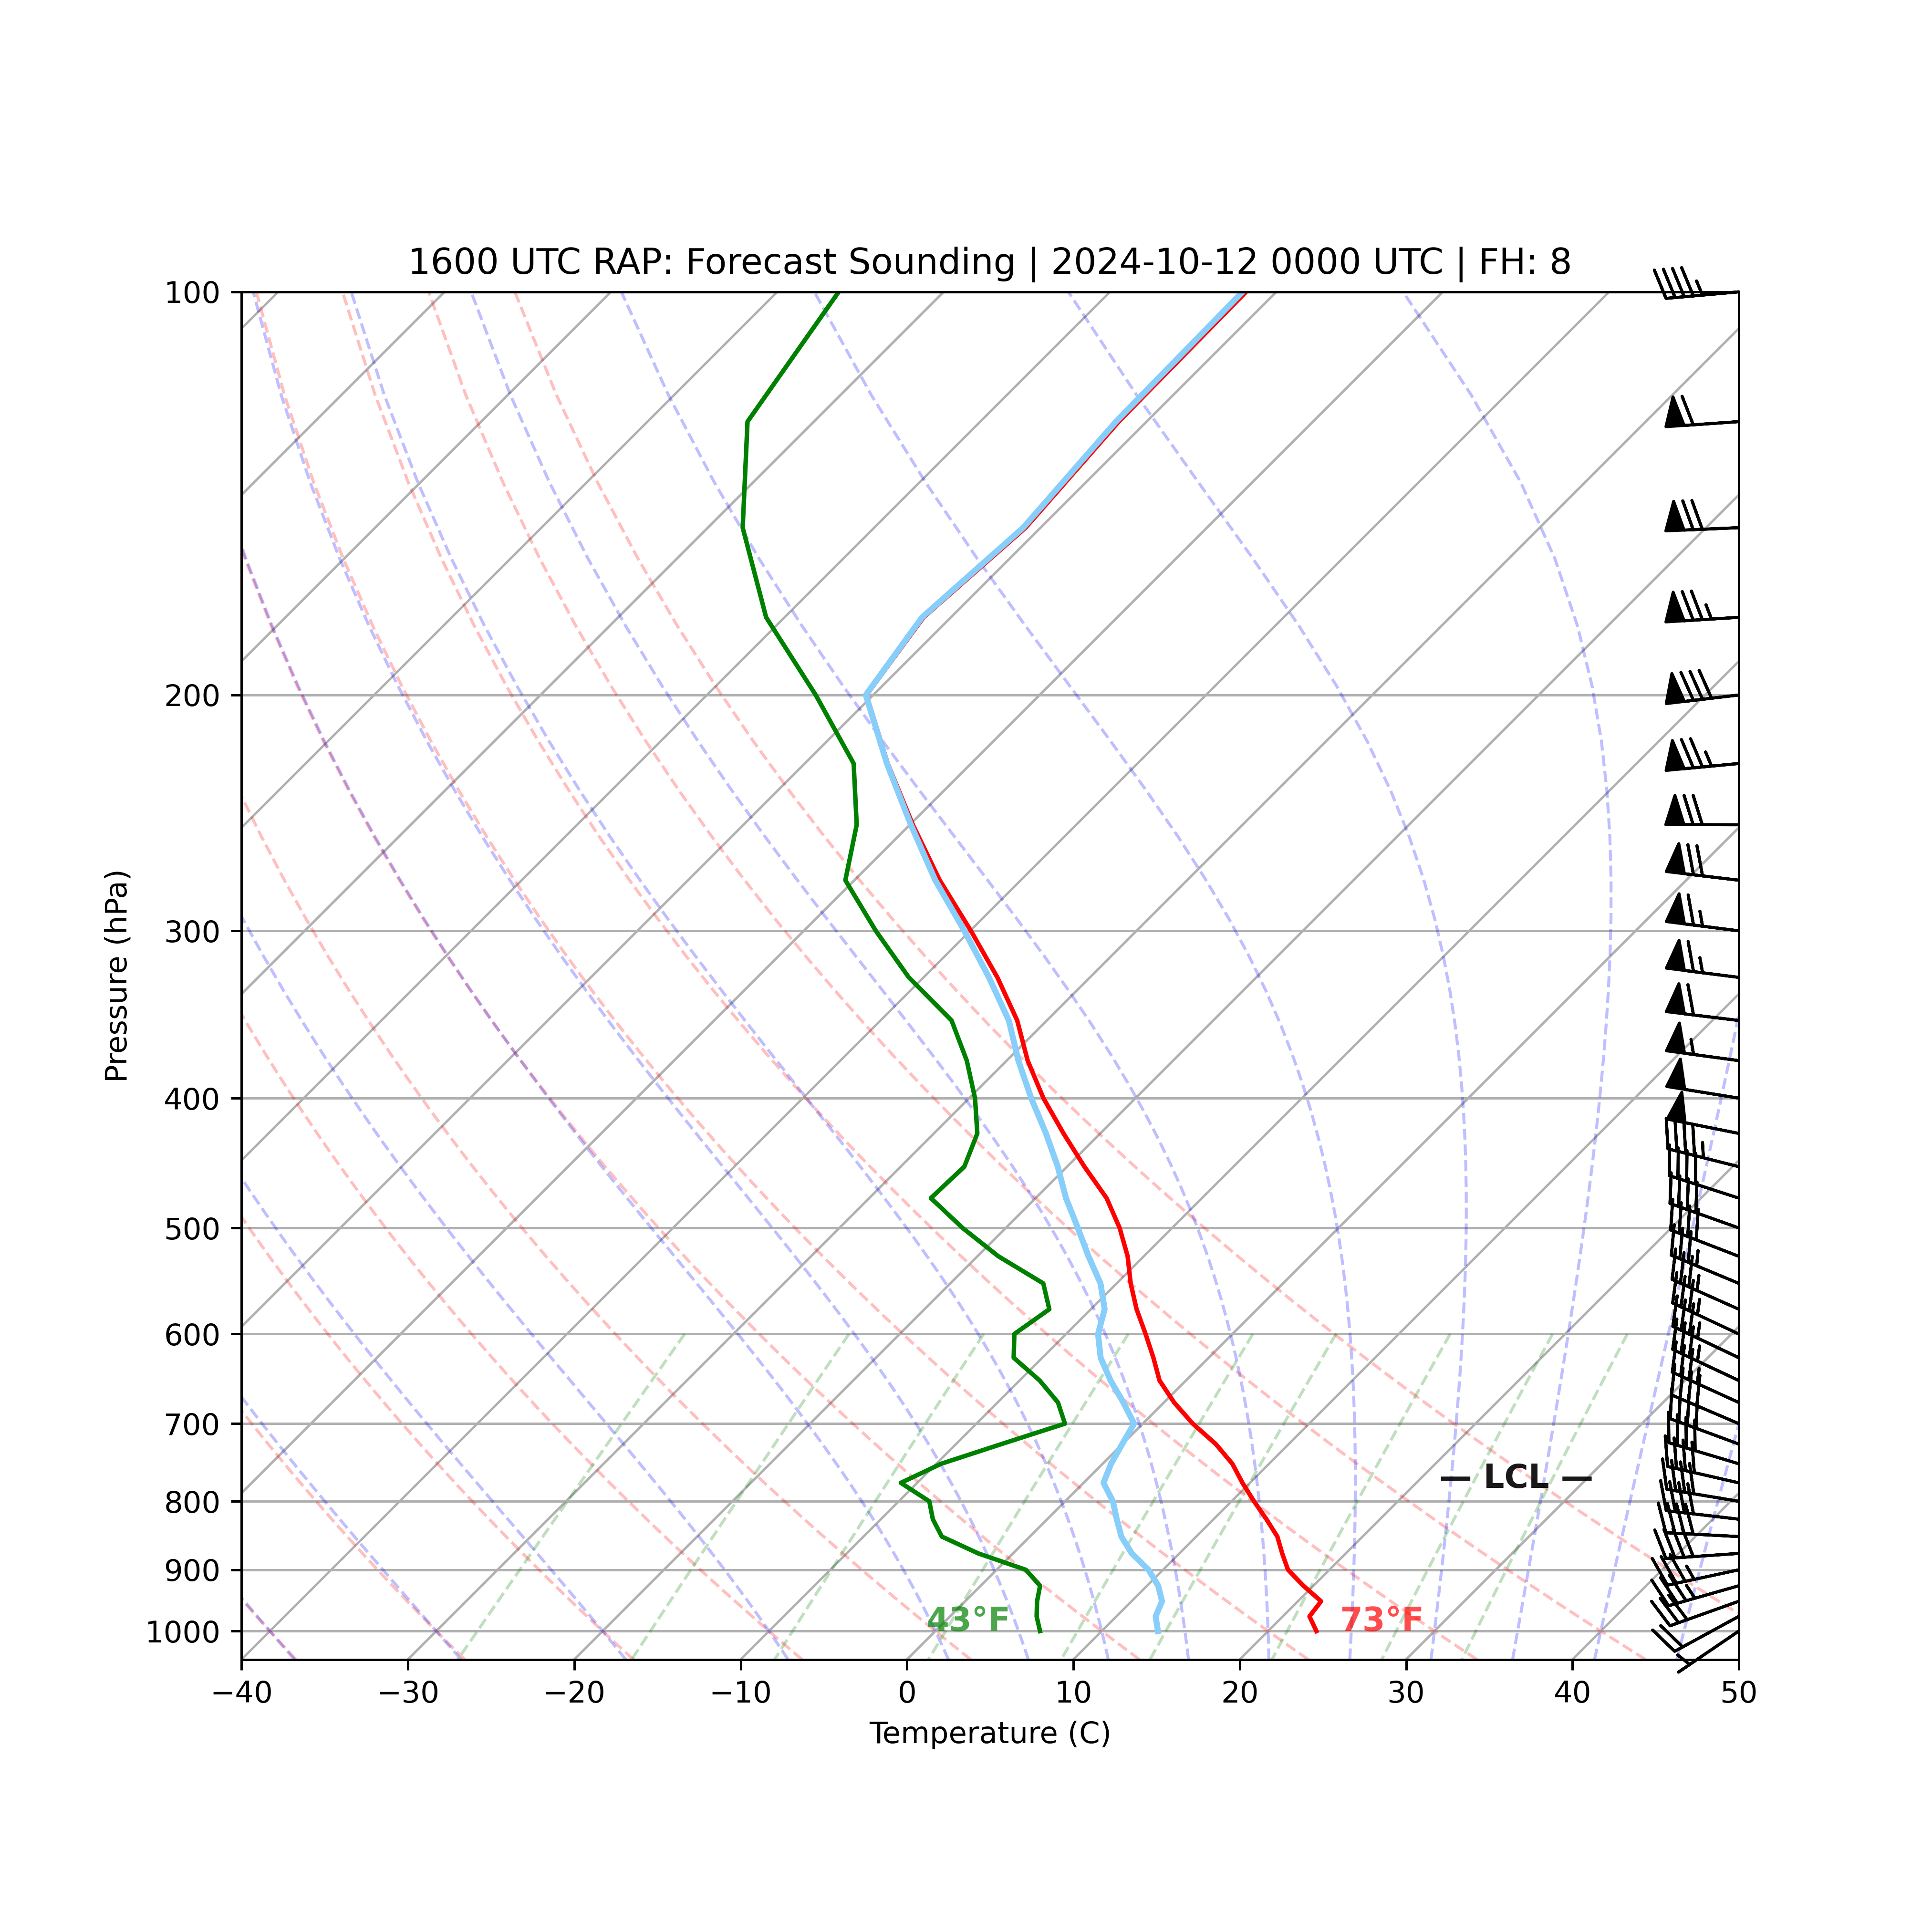 1600 UTC RAP: Forecast Sounding | 2024-10-12 0000 UTC | FH: 8
100
200
300
400
500
600
700
800
900
1000
Pressure (hPa)
— LCL —
43°F
73°F
−40 −30 −20 −10 0 10 20 30 40 50
Temperature (C)